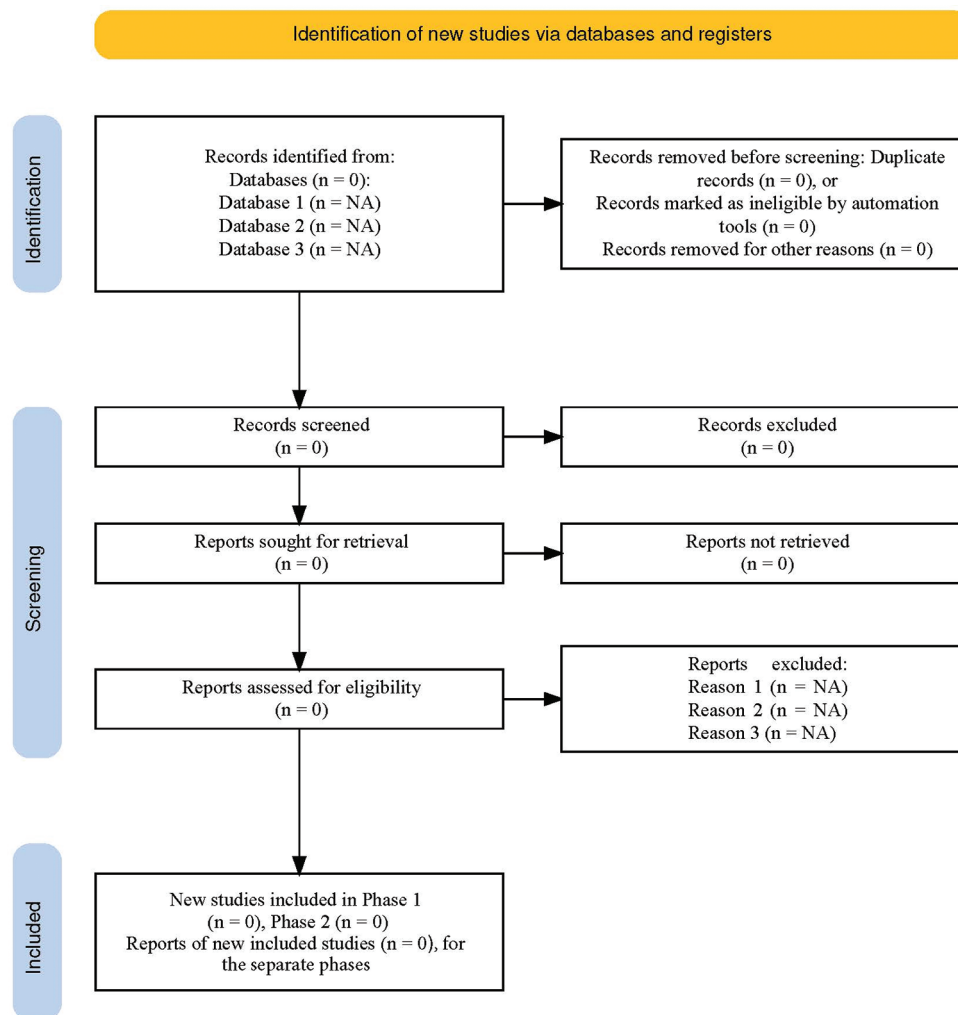 Identification of new studies via databases and registers
Identification
Records identified from:
Databases (n = 0):
Database 1 (n = NA)
Database 2 (n = NA)
Database 3 (n = NA)
Records removed before screening: Duplicate
records (n = 0), or
Records marked as ineligible by automation
tools (n = 0)
Records removed for other reasons (n = 0)
Screening
Records screened
(n = 0)
Records excluded
(n = 0)
Reports sought for retrieval
(n = 0)
Reports not retrieved
(n = 0)
Reports assessed for eligibility
(n = 0)
Reports excluded:
Reason 1 (n = NA)
Reason 2 (n = NA)
Reason 3 (n = NA)
Included
New studies included in Phase 1
(n = 0), Phase 2 (n = 0)
Reports of new included studies (n = 0), for
the separate phases